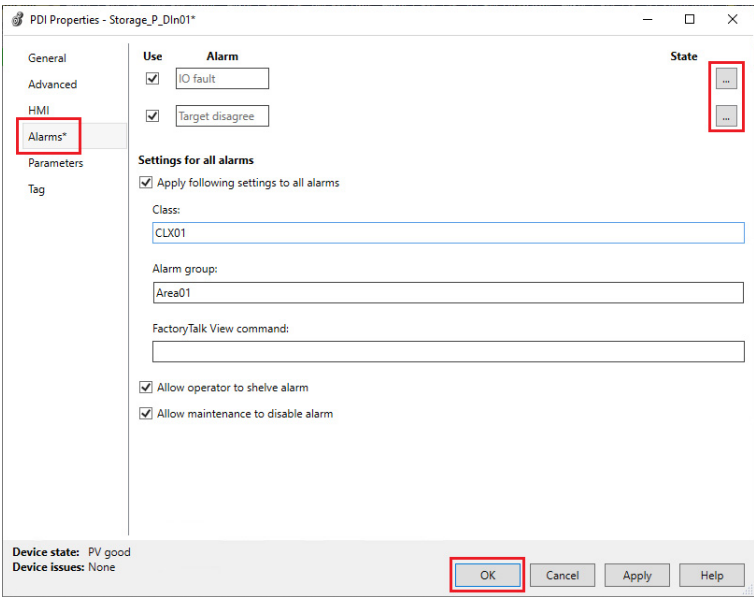 PDI Properties - Storage_P_DIn01*
General
Advanced
HMI
Alarms*
Parameters
Tag
Use Alarm State
IO fault ...
Target disagree ...
Settings for all alarms
Apply following settings to all alarms
Class:
CLX01
Alarm group:
Area01
FactoryTalk View command:
Allow operator to shelve alarm
Allow maintenance to disable alarm
Device state: PV good
Device issues: None
OK Cancel Apply Help